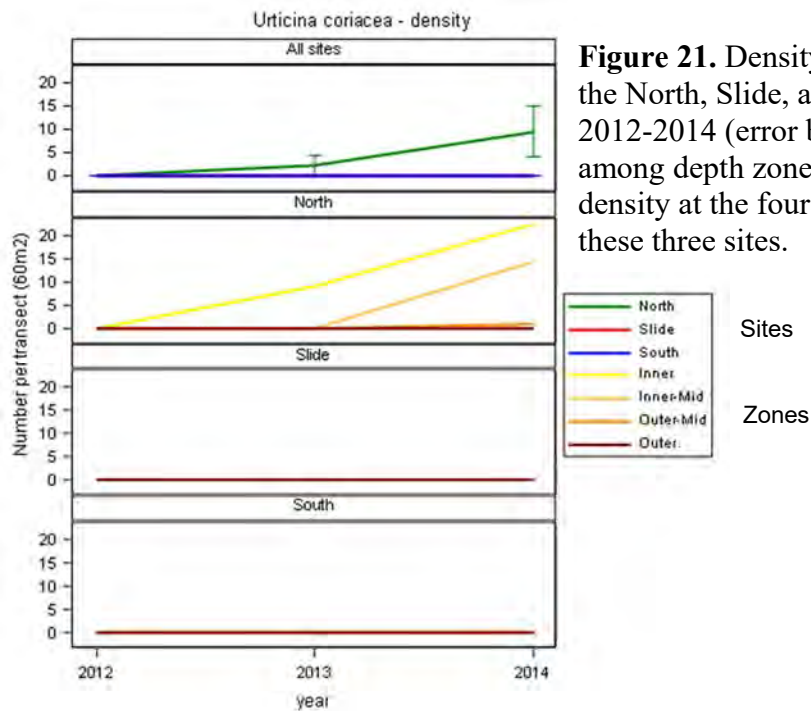 Urticina coriacea - density
All sites
20
15
10
5
0
North
20
15
10
5
0
Slide
20
15
10
5
0
South
20
15
10
5
0
Number pertransect (60m2)
2012
2013
2014
year
Figure 21. Density
the North, Slide, a
2012-2014 (error b
among depth zone
density at the four
these three sites.
North
Slide
South
Inner
Inner-Mid
Outer-Mid
Outer
Sites
Zones